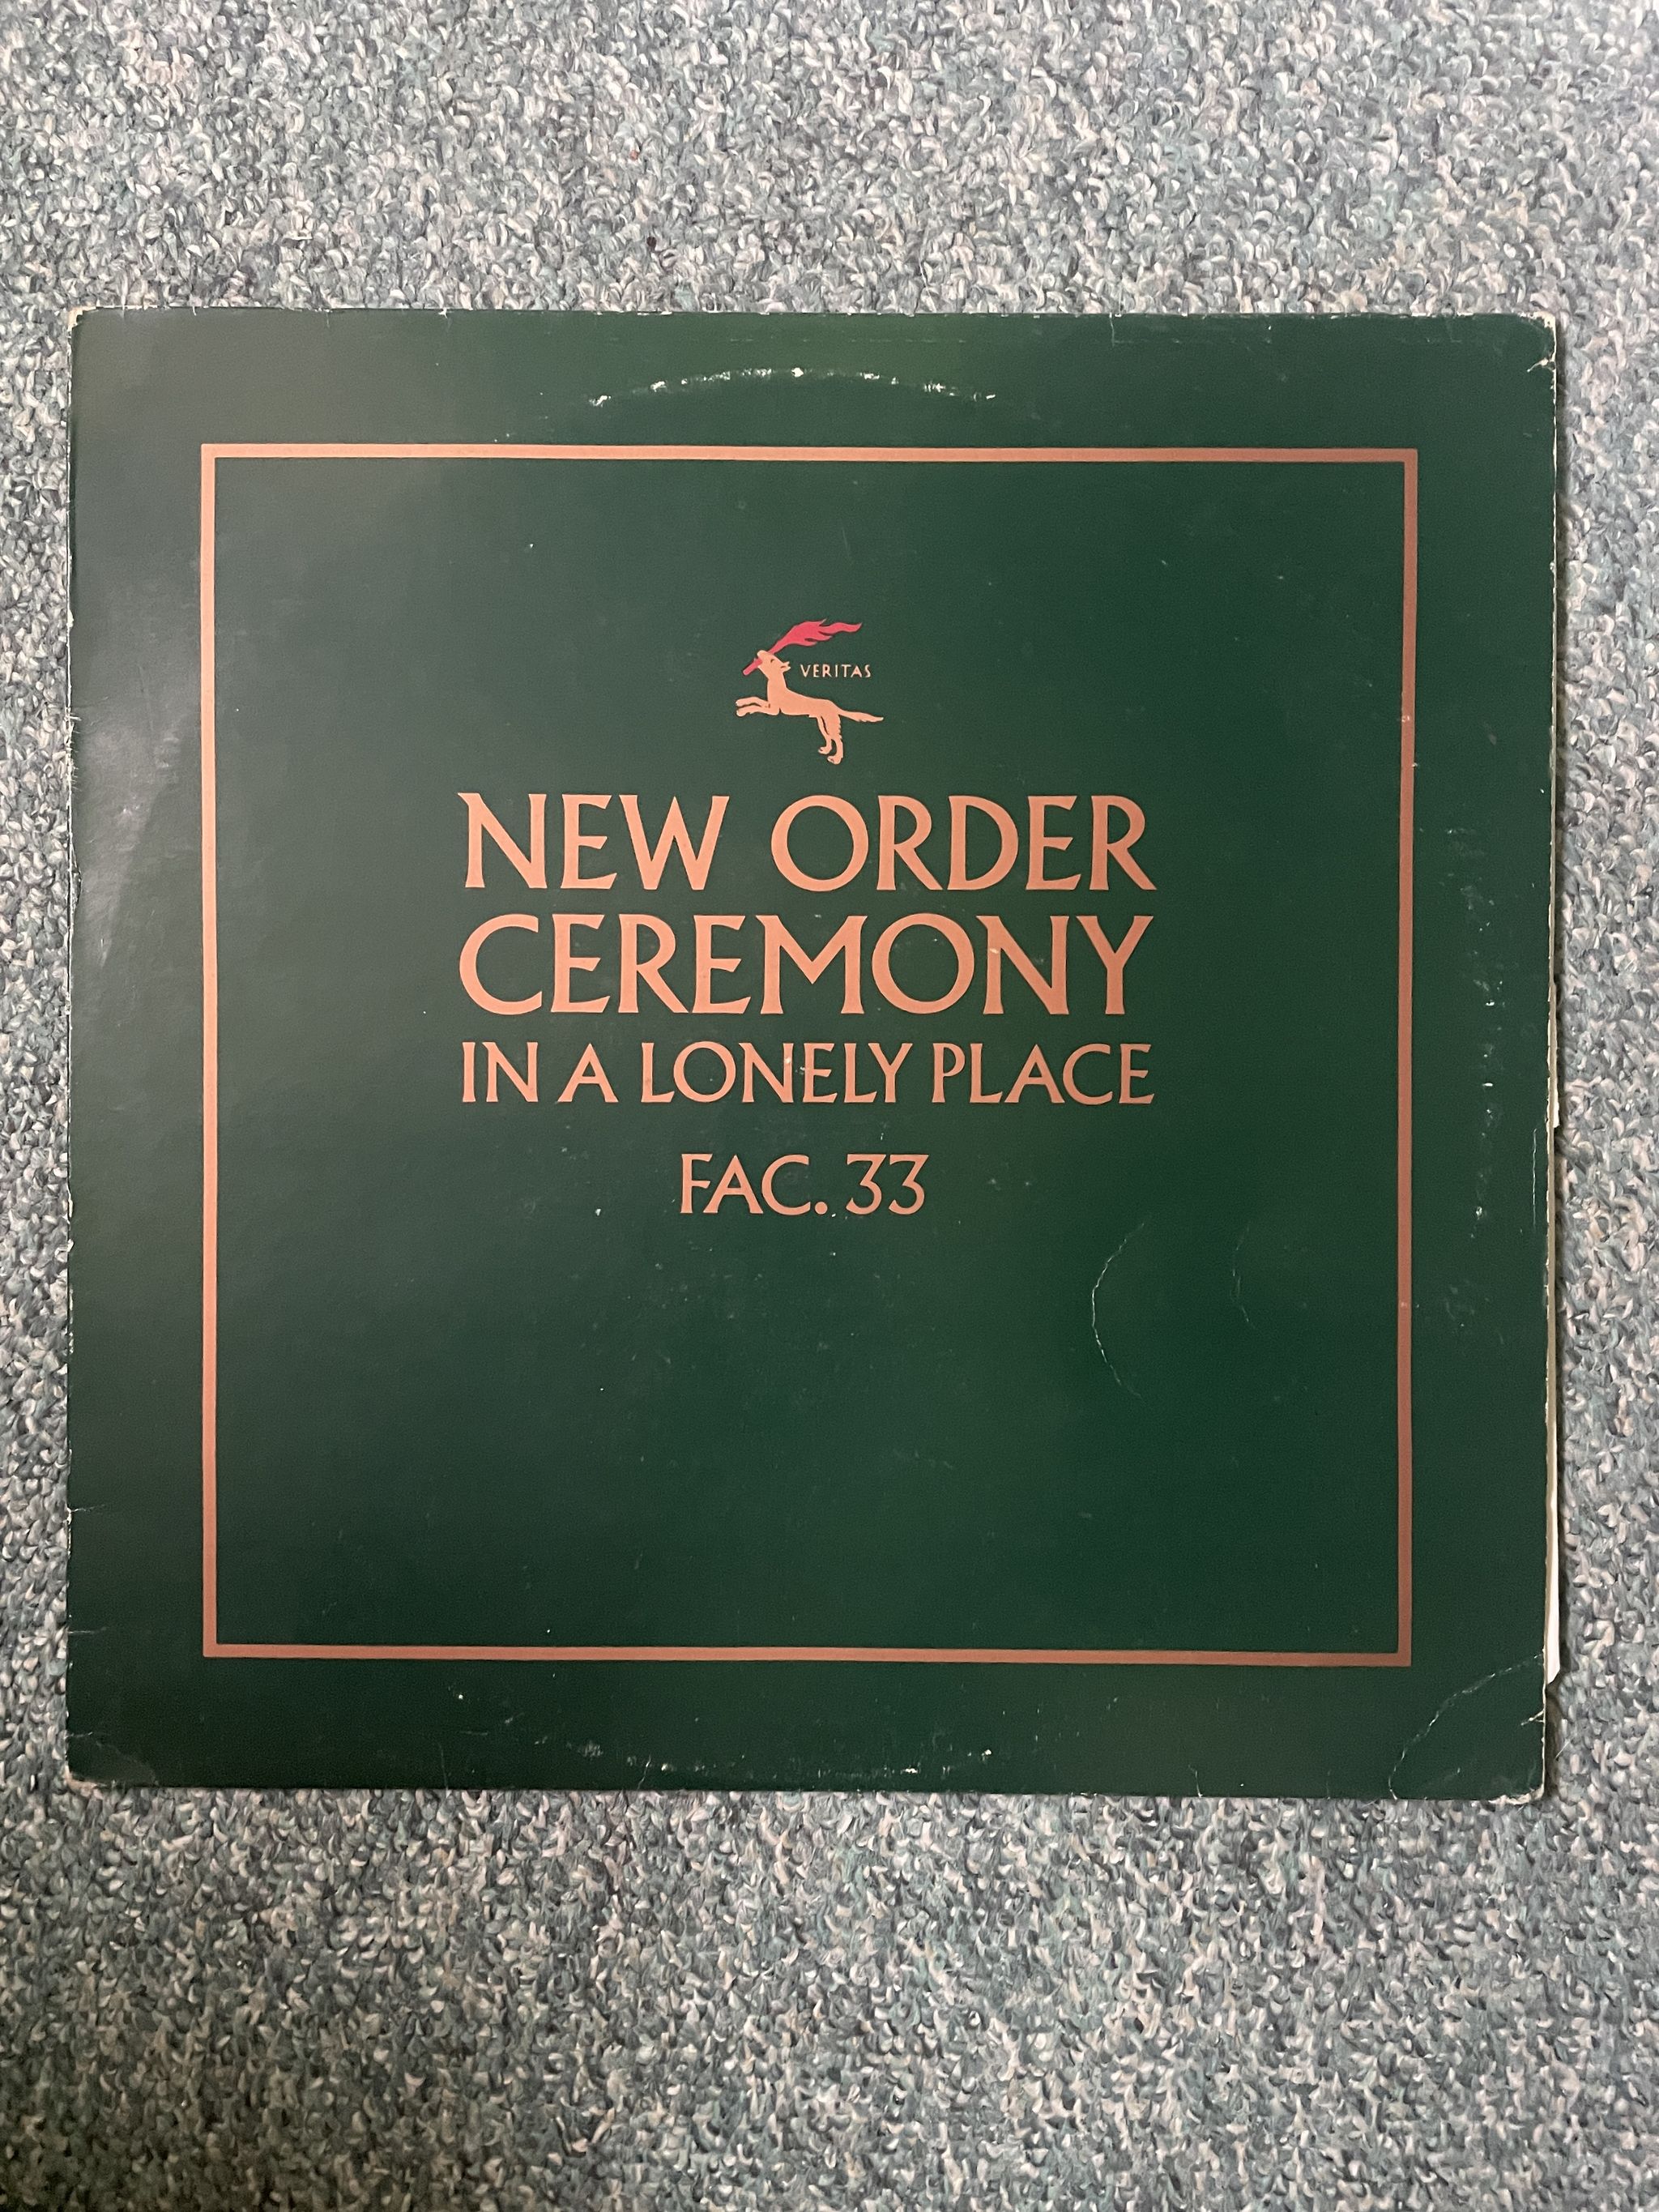 VERITAS
NEW ORDER
CEREMONY
IN A LONELY PLACE
FAC. 33